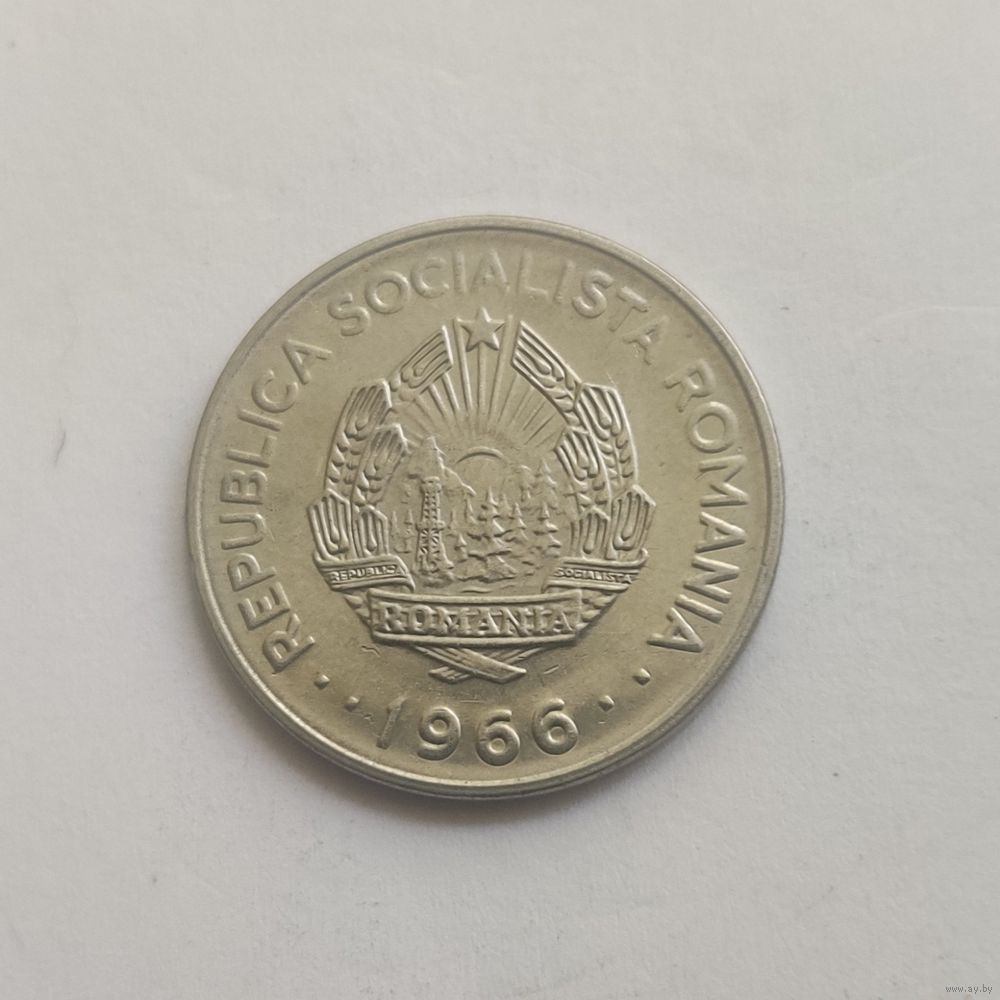 REPUBLICA SOCIALISTA ROMANIA
REPUBLICA SOCIALISTA
ROMANIA
· · 1966 · ·
www.ay.by